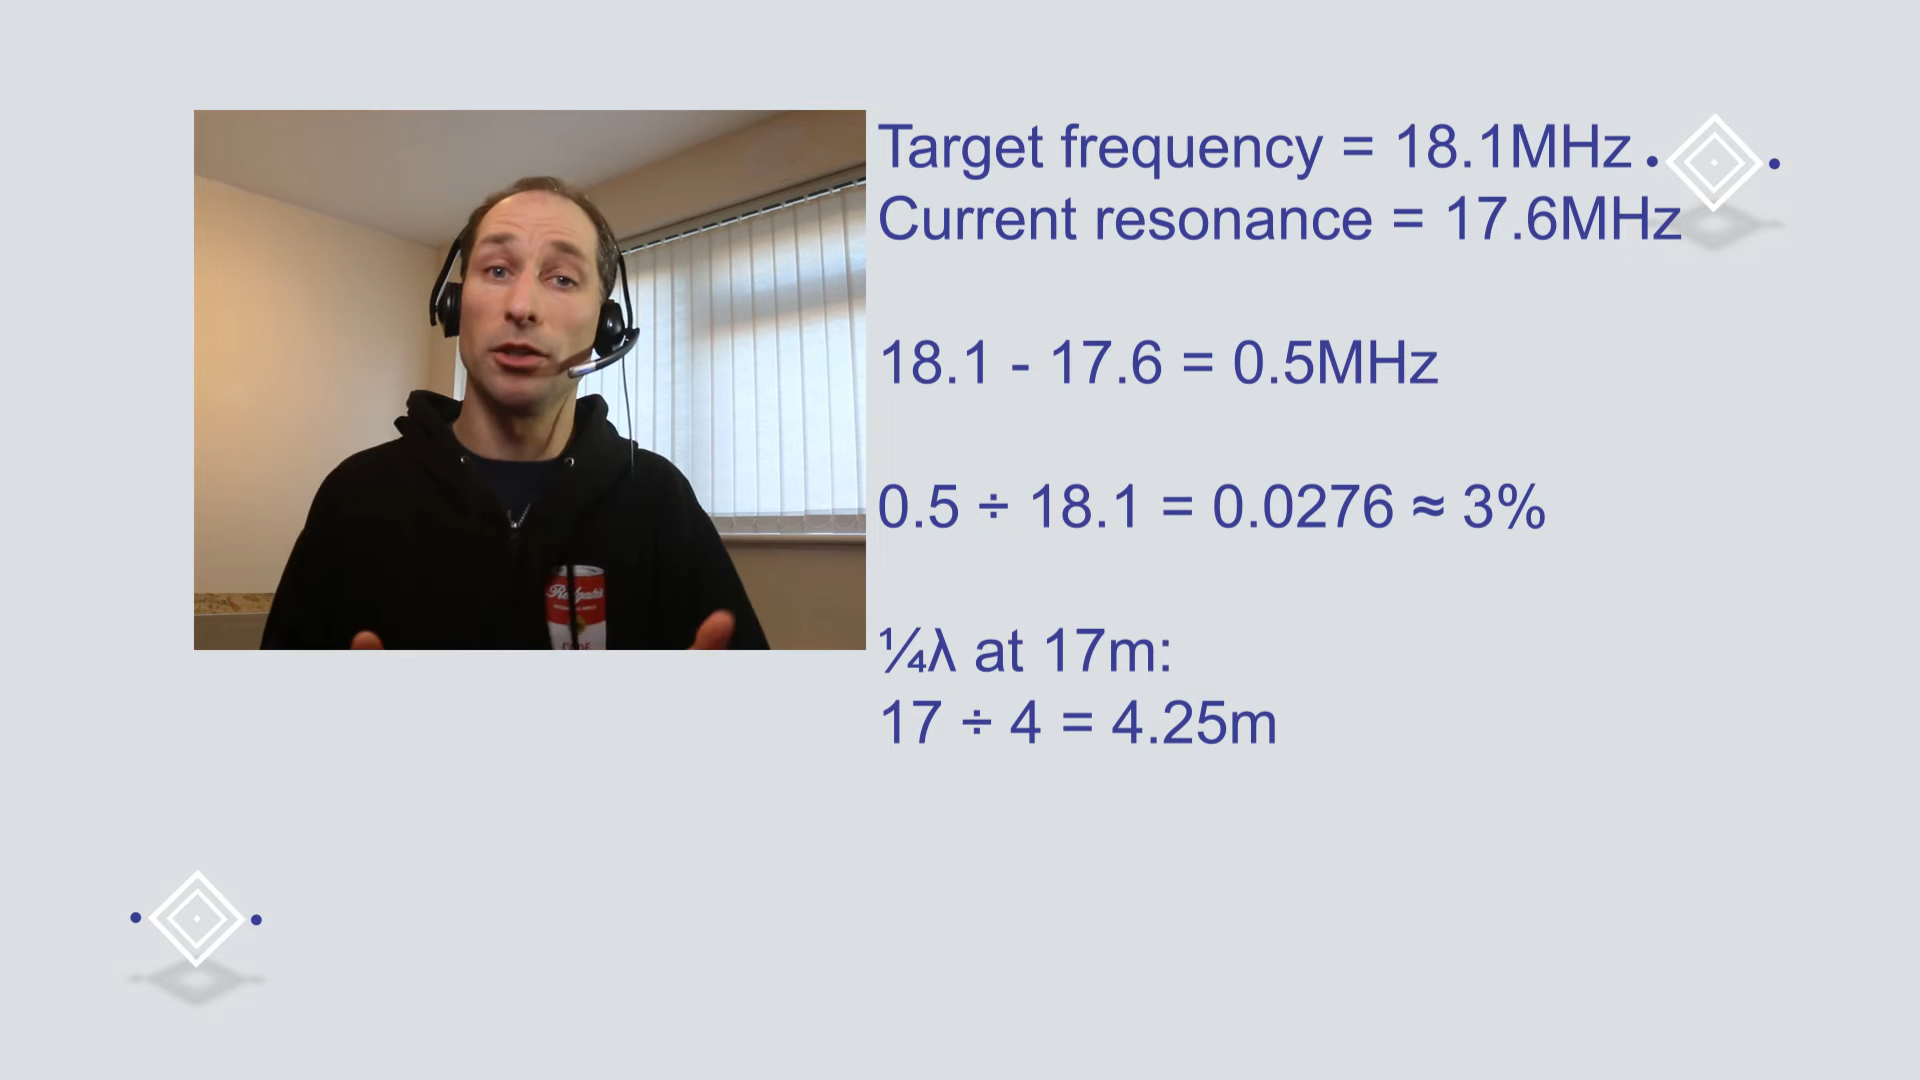 Target frequency = 18.1MHz
Current resonance = 17.6MHz
18.1 - 17.6 = 0.5MHz
0.5 ÷ 18.1 = 0.0276 ≈ 3%
¼λ at 17m:
17 ÷ 4 = 4.25m